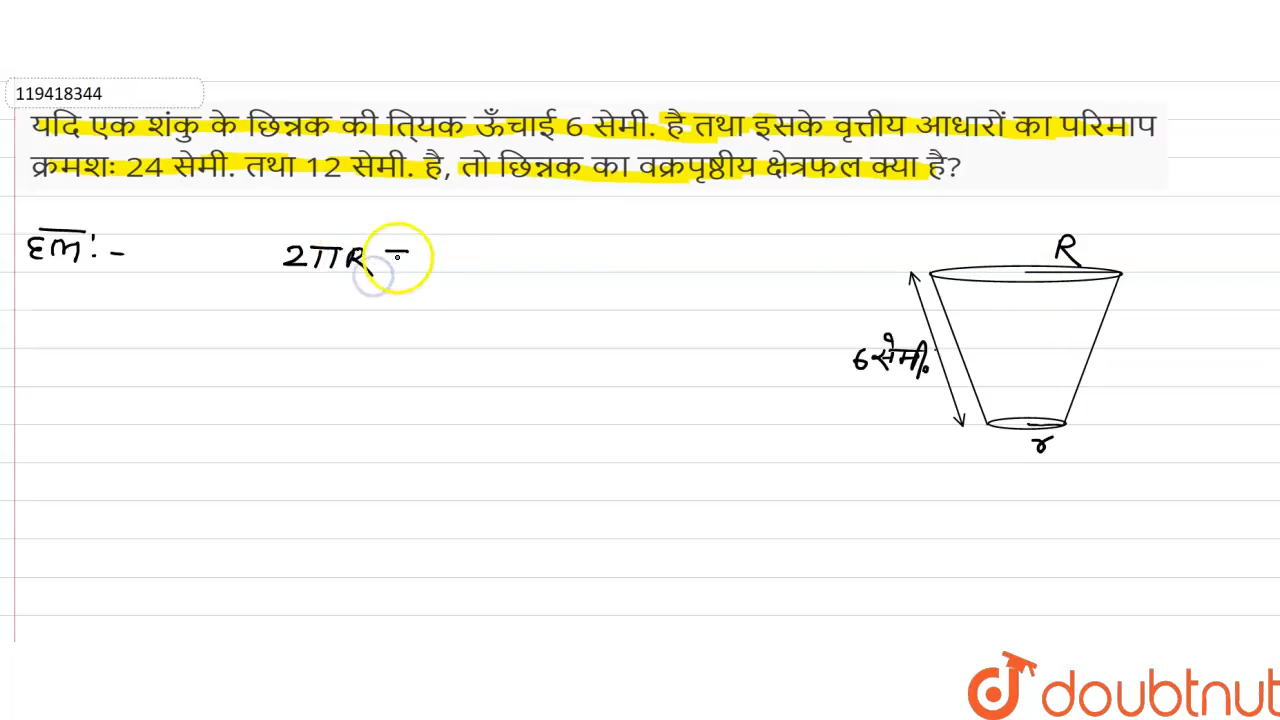 119418344
यदि एक शंकु के छिन्नक की त्रियक ऊँचाई 6 सेमी. है तथा इसके वृत्तीय आधारों का परिमाप
क्रमशः 24 सेमी. तथा 12 सेमी. है, तो छिन्नक का वक्रपृष्ठीय क्षेत्रफल क्या है?
हल :-
2πR
R
6 सेमी.
r
doubtnut